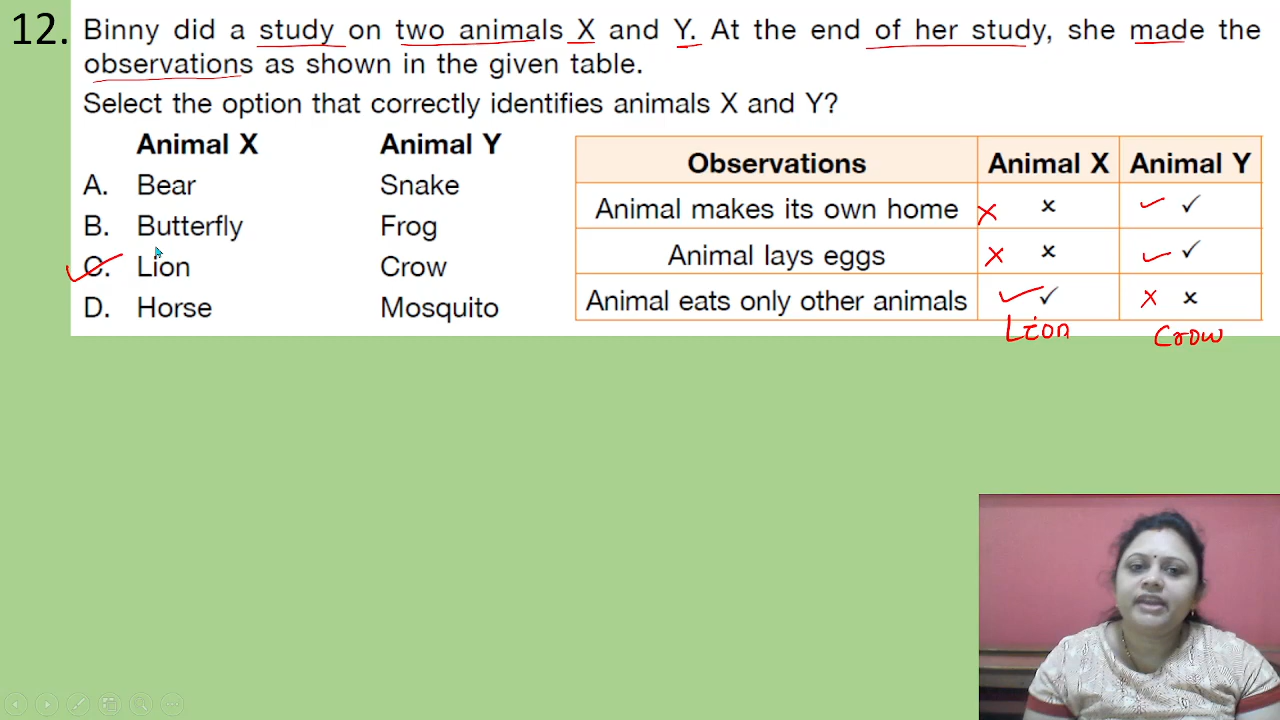 12. Binny did a study on two animals X and Y. At the end of her study, she made the
observations as shown in the given table.
Select the option that correctly identifies animals X and Y?
Animal X Animal Y
A. Bear Snake
B. Butterfly Frog
C. Lion Crow
D. Horse Mosquito
Observations Animal X Animal Y
Animal makes its own home × × ✓ ✓
Animal lays eggs × × ✓ ✓
Animal eats only other animals ✓ ✓ × ×
Lion Crow